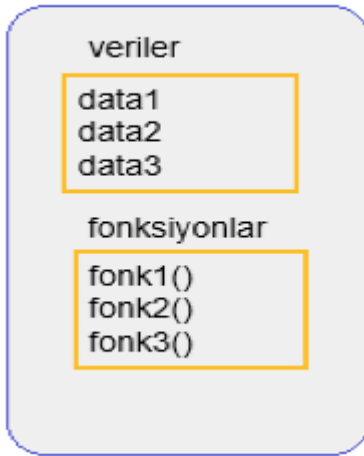 veriler
data1
data2
data3
fonksiyonlar
fonk1()
fonk2()
fonk3()